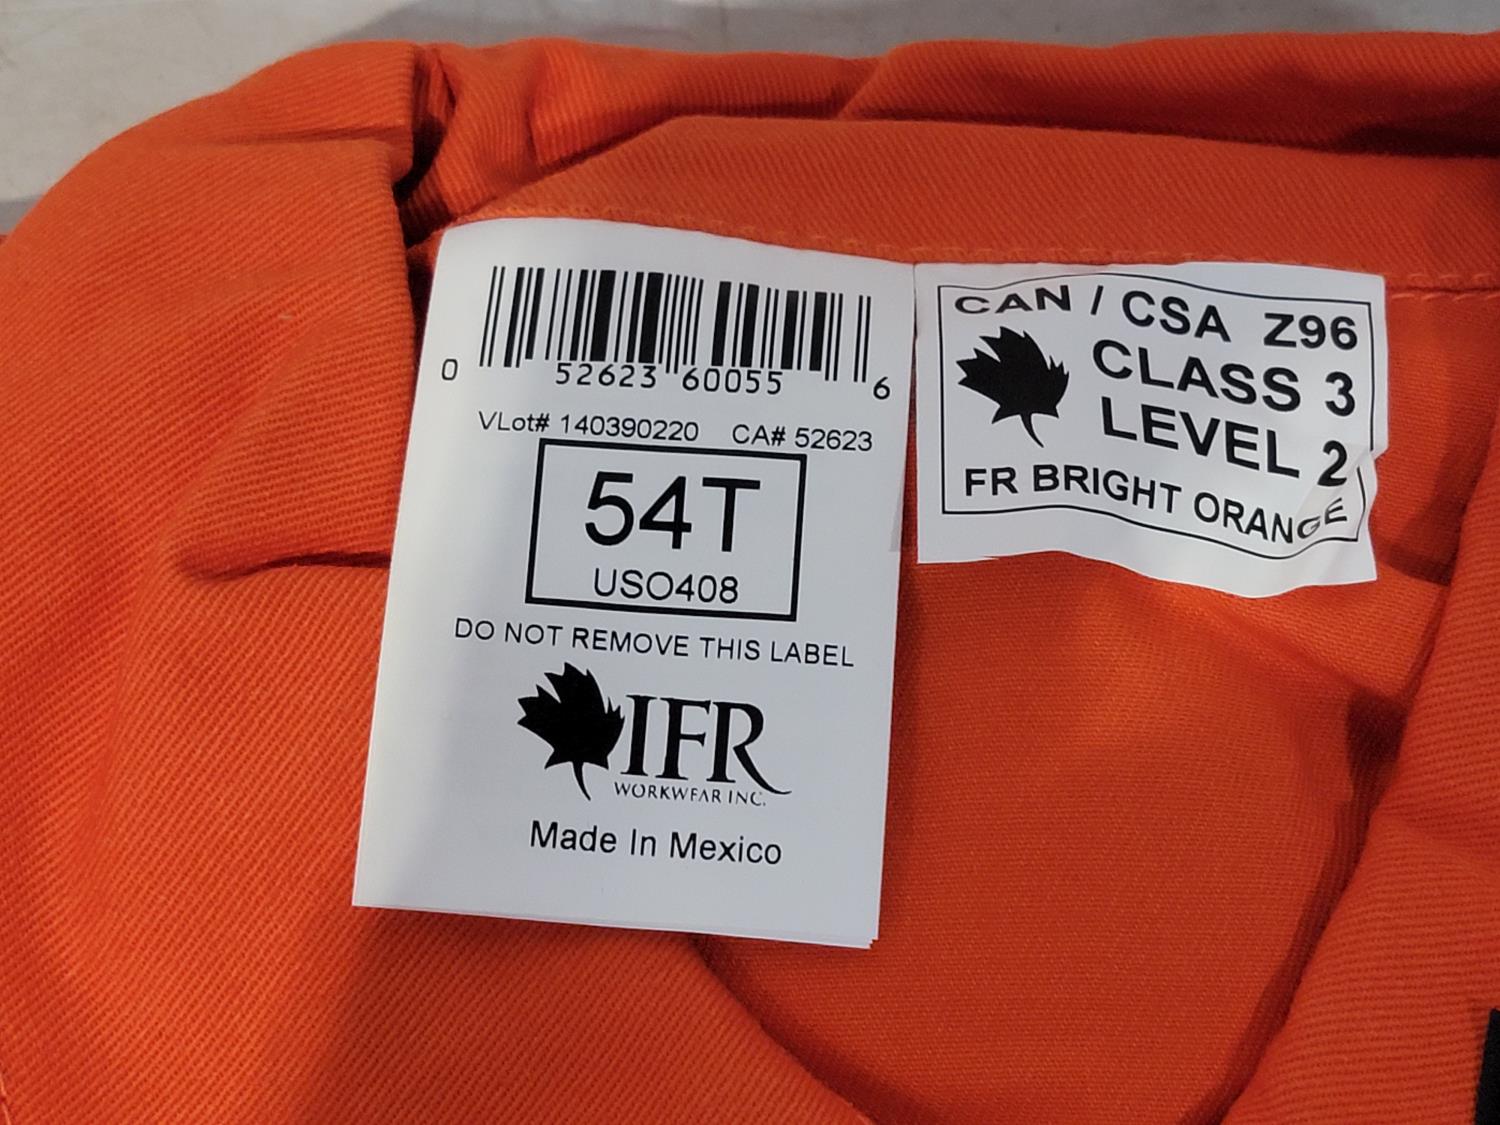 0 52623 60055 6
VLot# 140390220 CA# 52623
54T
USO408
DO NOT REMOVE THIS LABEL
IFR
WORKWEAR INC.
Made In Mexico
CAN / CSA Z96
CLASS 3
LEVEL 2
FR BRIGHT ORANGE